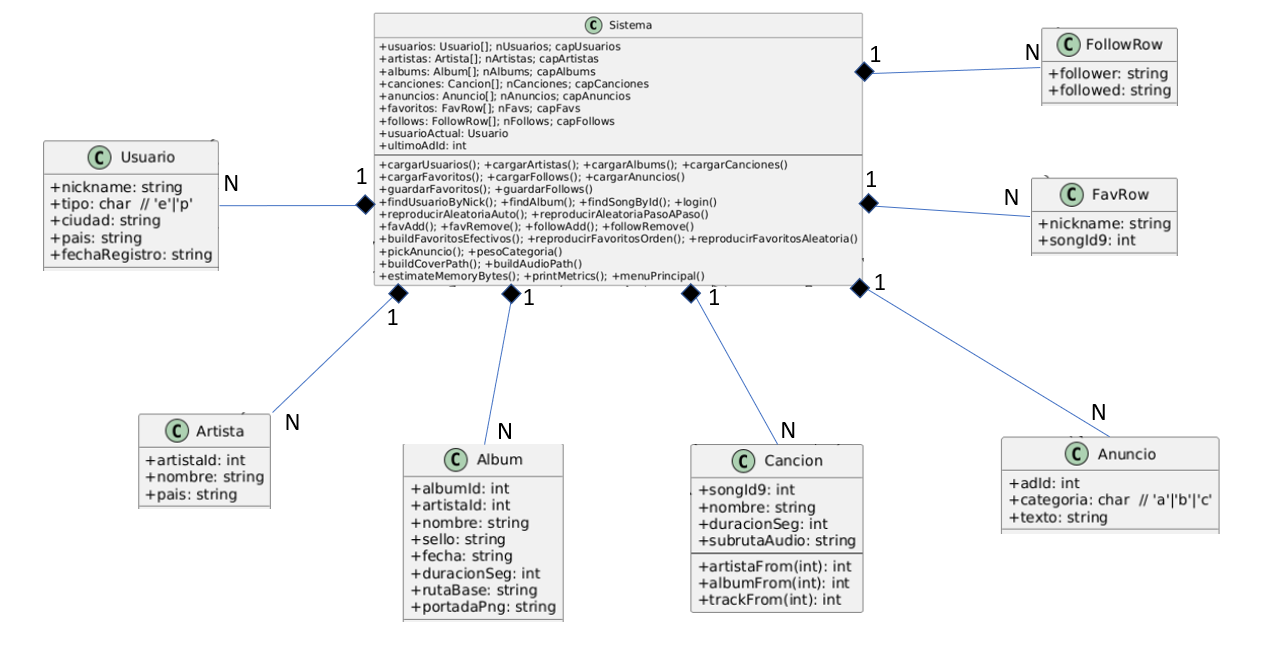 C Sistema
+usuarios: Usuario[]; nUsuarios; capUsuarios
+artistas: Artista[]; nArtistas; capArtistas
+albums: Album[]; nAlbums; capAlbums
+canciones: Cancion[]; nCanciones; capCanciones
+anuncios: Anuncio[]; nAnuncios; capAnuncios
+favoritos: FavRow[]; nFavs; capFavs
+follows: FollowRow[]; nFollows; capFollows
+usuarioActual: Usuario
+ultimoAdId: int
+cargarUsuarios(); +cargarArtistas(); +cargarAlbums(); +cargarCanciones()
+cargarFavoritos(); +cargarFollows(); +cargarAnuncios()
+guardarFavoritos(); +guardarFollows()
+findUsuarioByNick(); +findAlbum(); +findSongById(); +login()
+reproducirAleatoriaAuto(); +reproducirAleatoriaPasoAPaso()
+favAdd(); +favRemove(); +followAdd(); +followRemove()
+buildFavoritosEfectivos(); +reproducirFavoritosOrden(); +reproducirFavoritosAleatoria()
+pickAnuncio(); +pesoCategoria()
+buildCoverPath(); +buildAudioPath()
+estimateMemoryBytes(); +printMetrics(); +menuPrincipal()
1
N
C FollowRow
+follower: string
+followed: string
C Usuario
+nickname: string
+tipo: char // 'e'|'p'
+ciudad: string
+pais: string
+fechaRegistro: string
N
1
1
N
C FavRow
+nickname: string
+songId9: int
1
1
1
1
N
C Artista
+artistaId: int
+nombre: string
+pais: string
N
C Album
+albumId: int
+artistaId: int
+nombre: string
+sello: string
+fecha: string
+duracionSeg: int
+rutaBase: string
+portadaPng: string
N
C Cancion
+songId9: int
+nombre: string
+duracionSeg: int
+subrutaAudio: string
+artistaFrom(int): int
+albumFrom(int): int
+trackFrom(int): int
N
C Anuncio
+adId: int
+categoria: char // 'a'|'b'|'c'
+texto: string